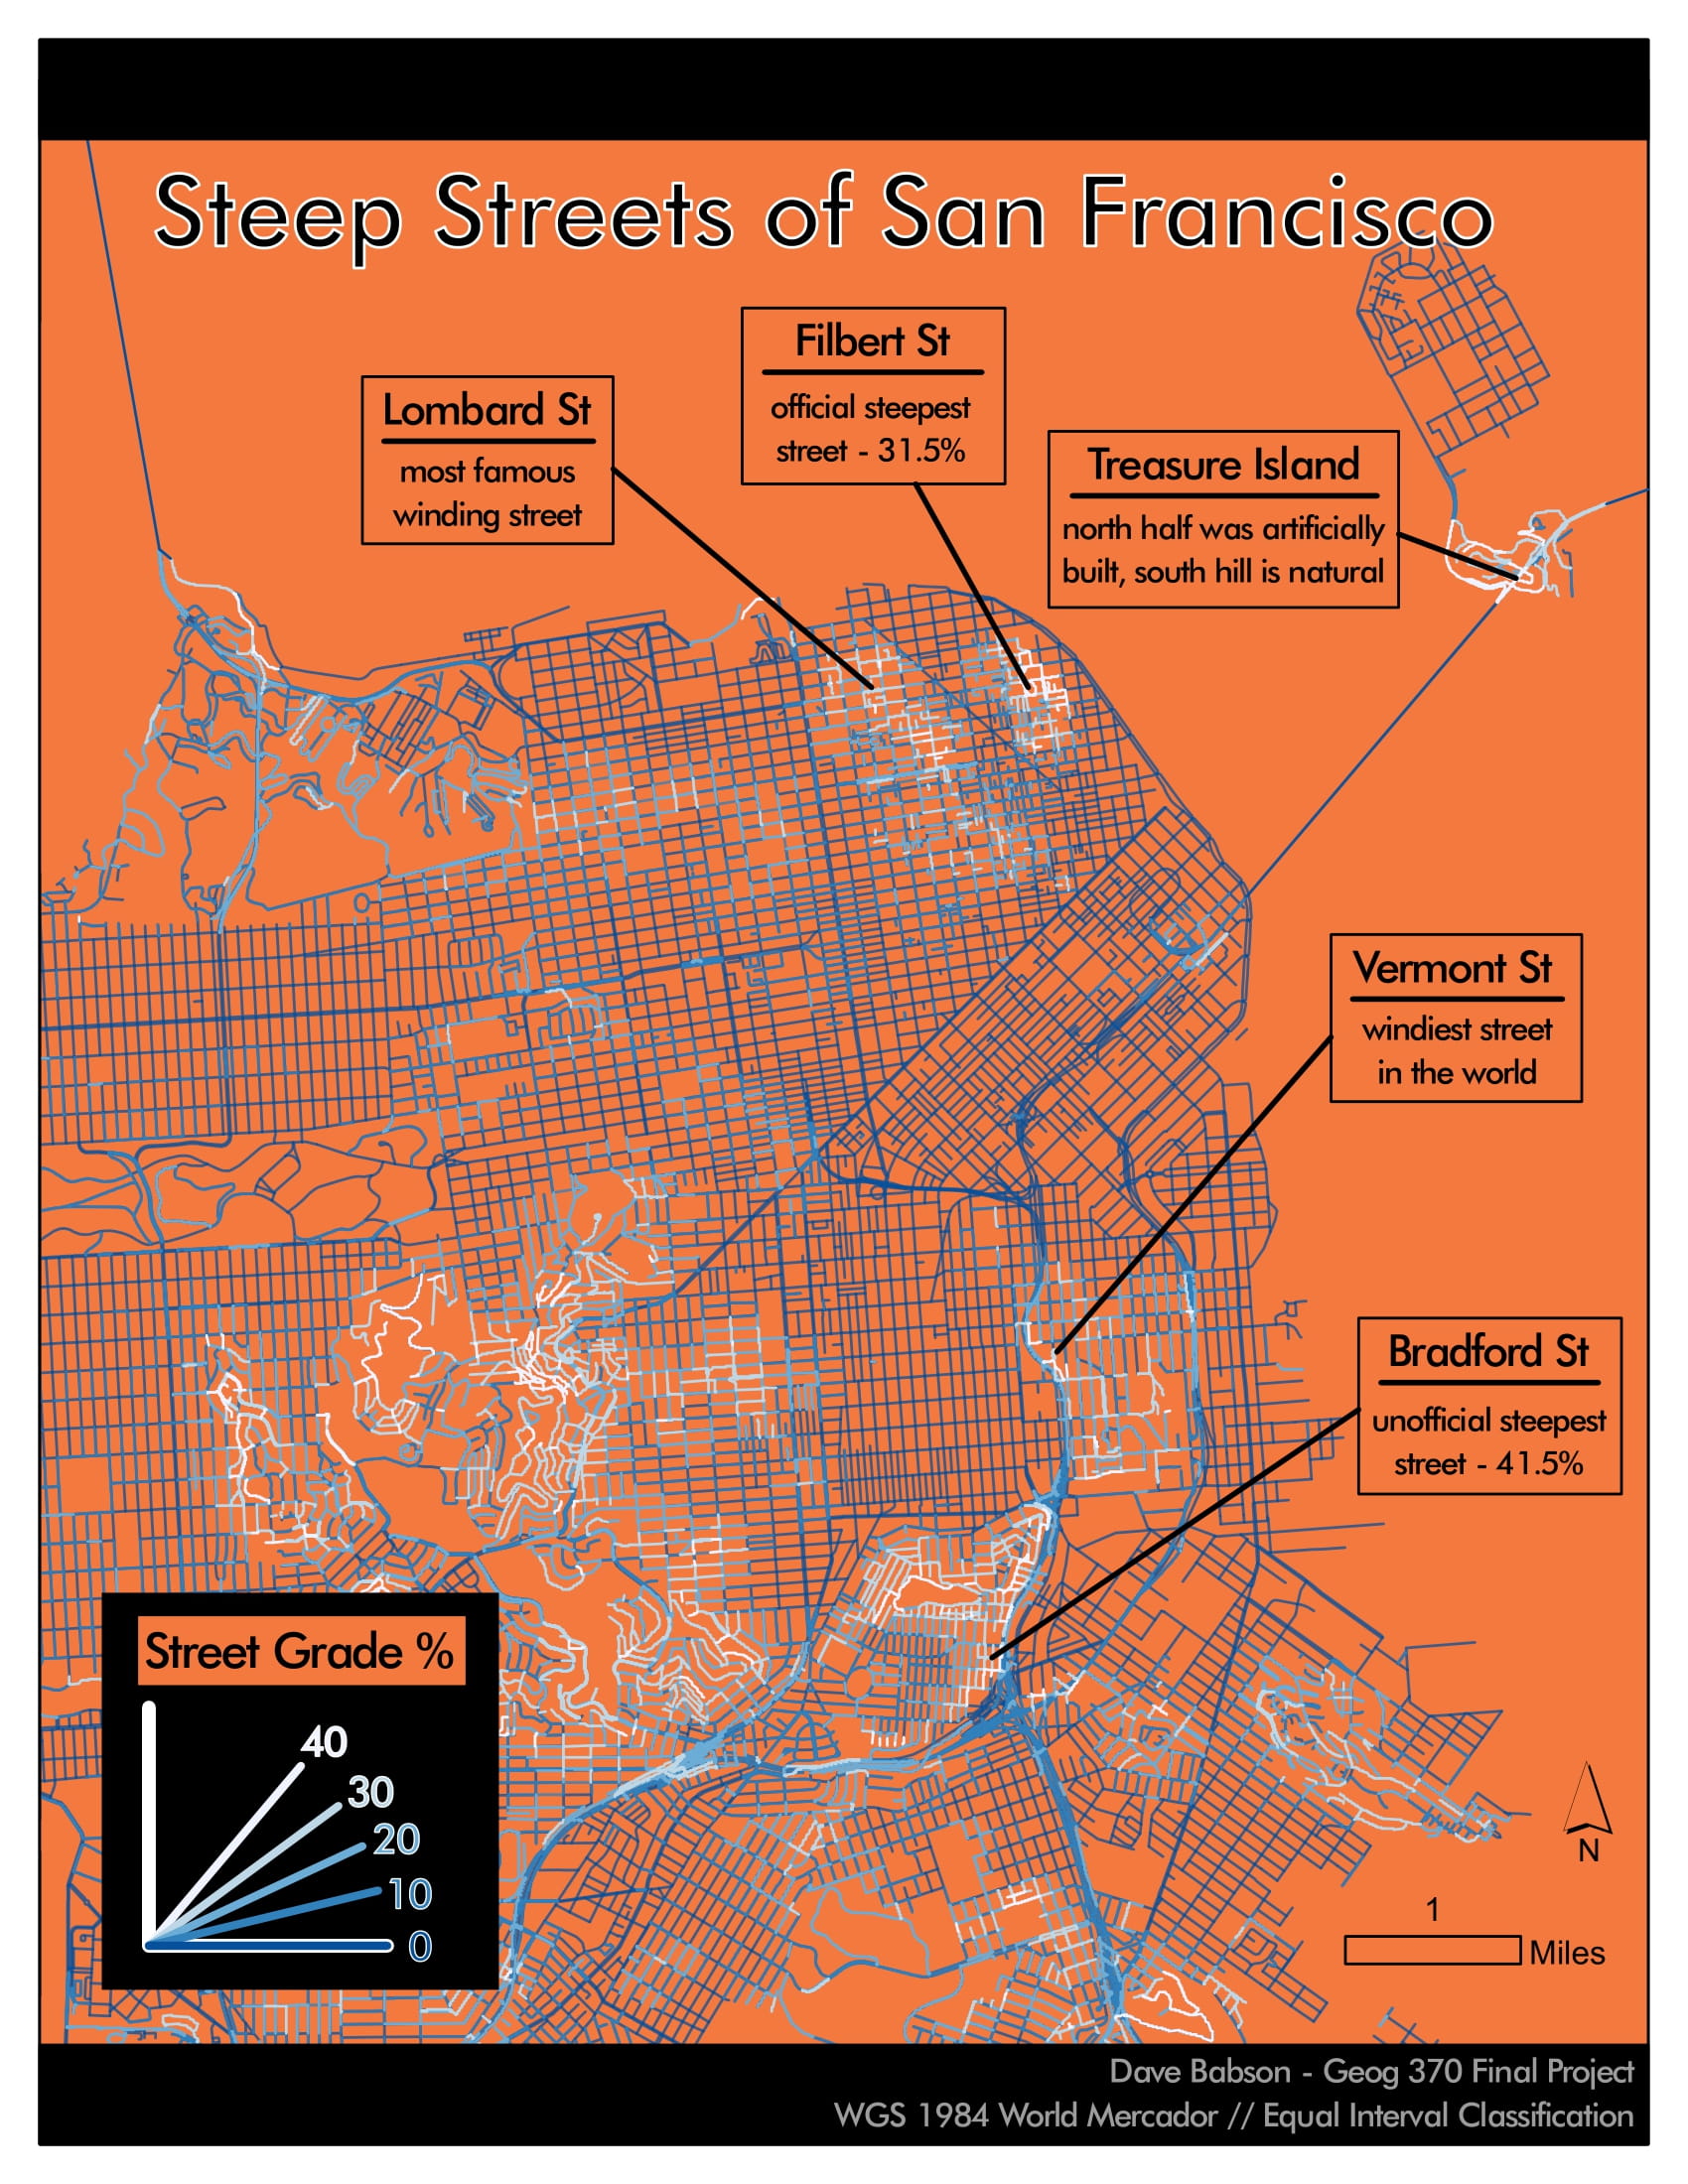 Steep Streets of San Francisco
Filbert St
official steepest
street - 31.5%
Lombard St
most famous
winding street
Treasure Island
north half was artificially
built, south hill is natural
Vermont St
windiest street
in the world
Bradford St
unofficial steepest
street - 41.5%
Street Grade %
40
30
20
10
0
N
1
Miles
Dave Babson - Geog 370 Final Project
WGS 1984 World Mercador // Equal Interval Classification